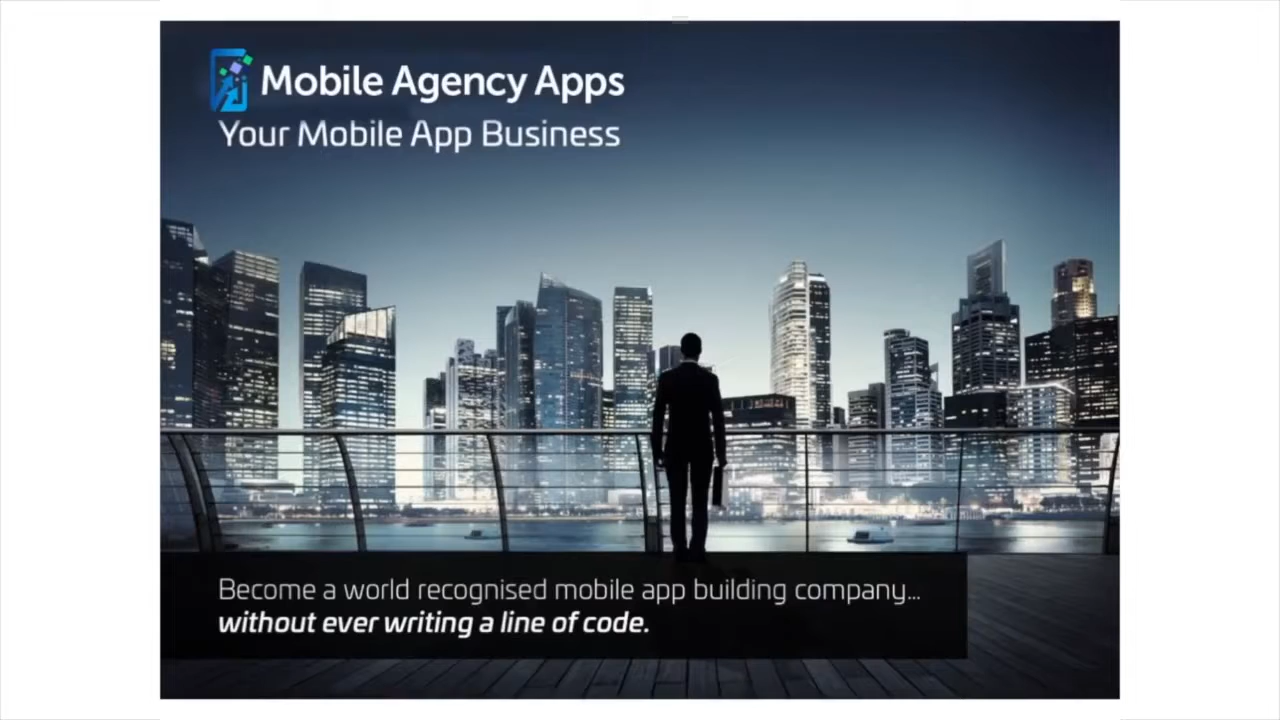 Mobile Agency Apps
Your Mobile App Business
Become a world recognised mobile app building company...
without ever writing a line of code.